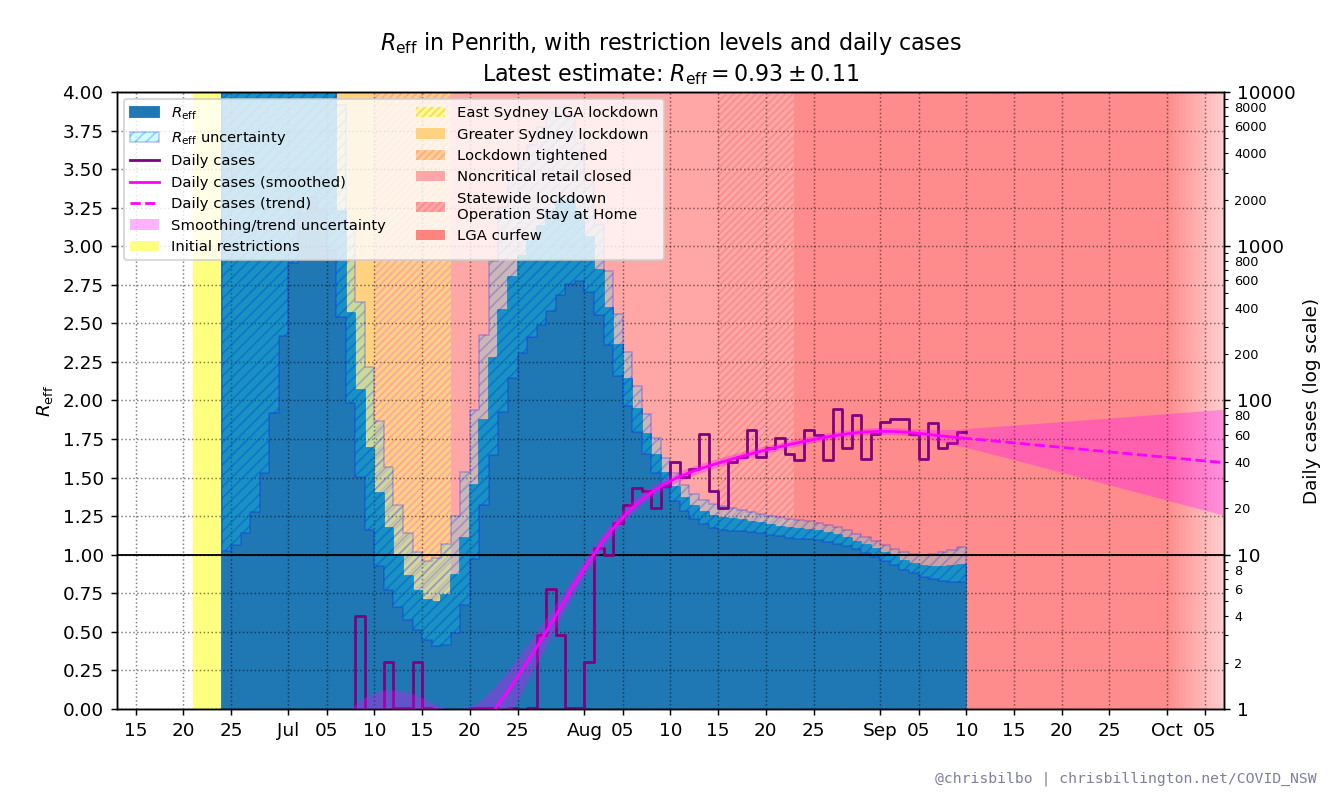 Reff in Penrith, with restriction levels and daily cases
Latest estimate: Reff = 0.93 ± 0.11
Reff
4.00
3.75
3.50
3.25
3.00
2.75
2.50
2.25
2.00
1.75
1.50
1.25
1.00
0.75
0.50
0.25
0.00
Reff
Reff uncertainty
Daily cases
Daily cases (smoothed)
Daily cases (trend)
Smoothing/trend uncertainty
Initial restrictions
East Sydney LGA lockdown
Greater Sydney lockdown
Lockdown tightened
Noncritical retail closed
Statewide lockdown
Operation Stay at Home
LGA curfew
10000
8000
6000
4000
2000
1000
800
600
400
200
100
80
60
40
20
10
8
6
4
2
1
Daily cases (log scale)
15 20 25 Jul 05 10 15 20 25 Aug 05 10 15 20 25 Sep 05 10 15 20 25 Oct 05
@chrisbilbo | chrisbillington.net/COVID_NSW